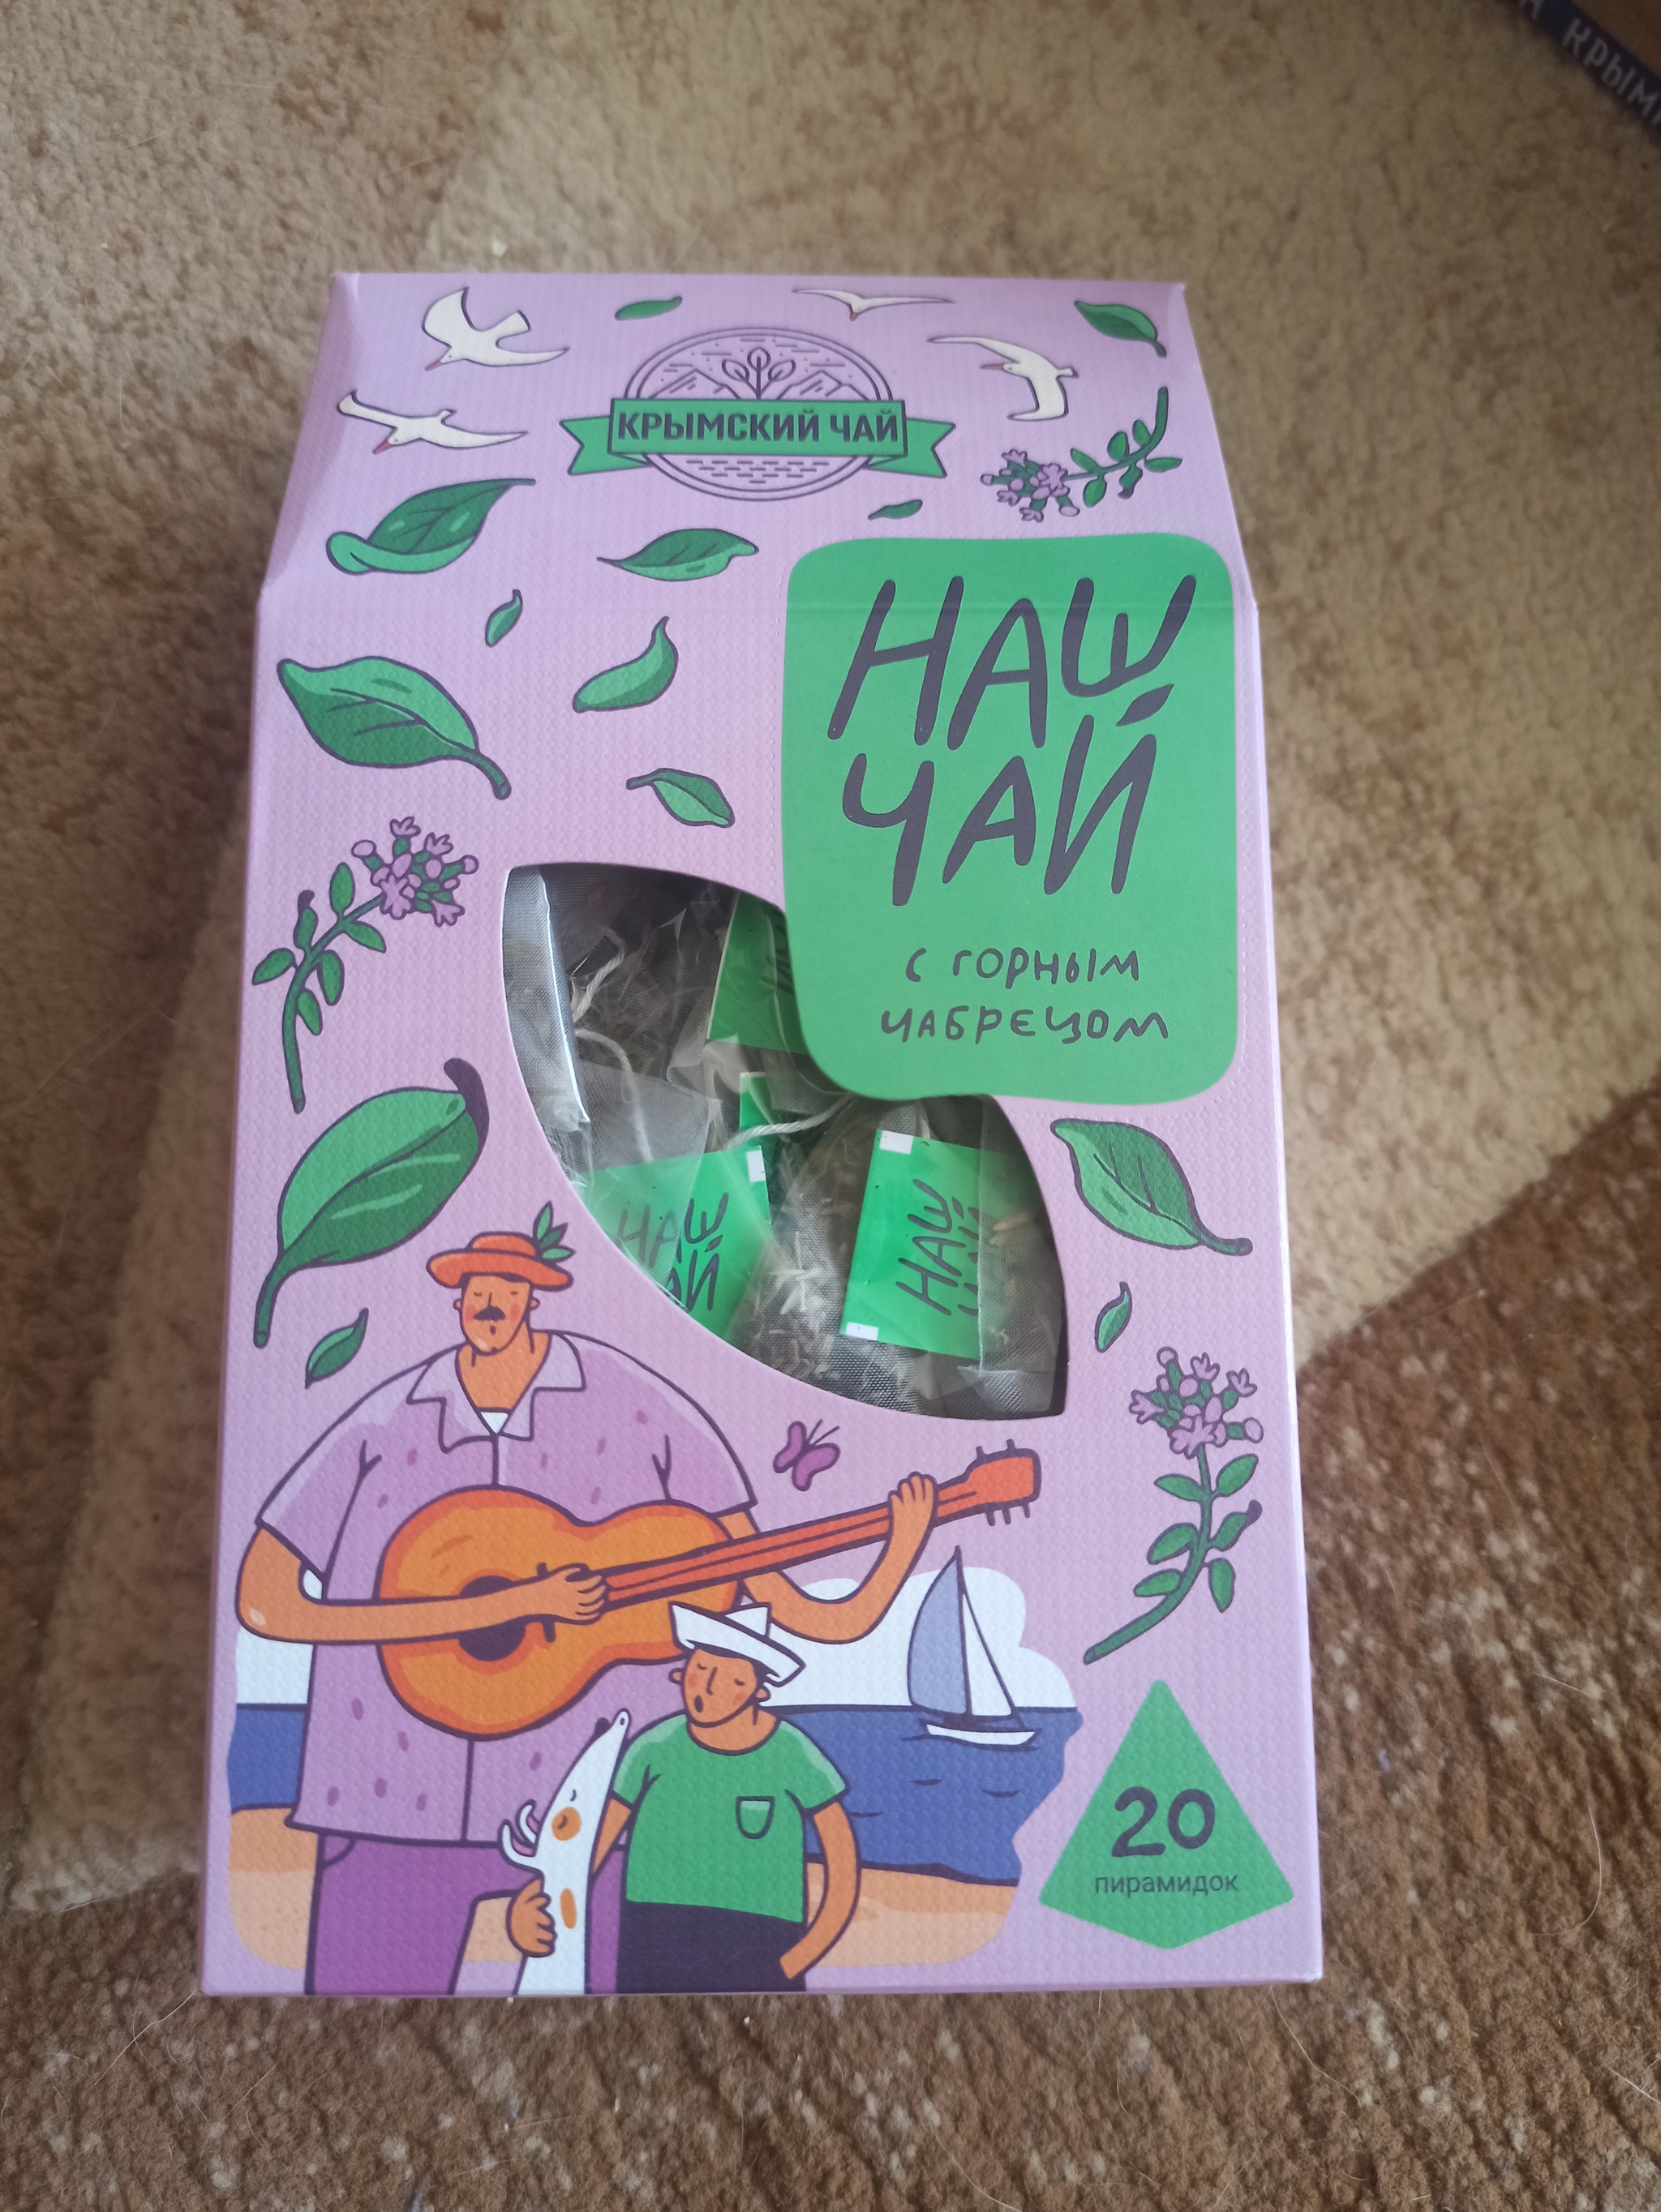 КРЫМСКИЙ ЧАЙ
НАШ
ЧАЙ
С ГОРНЫМ
ЧАБРЕЦОМ
НАШ
ЧАЙ
НАШ
20
пирамидок